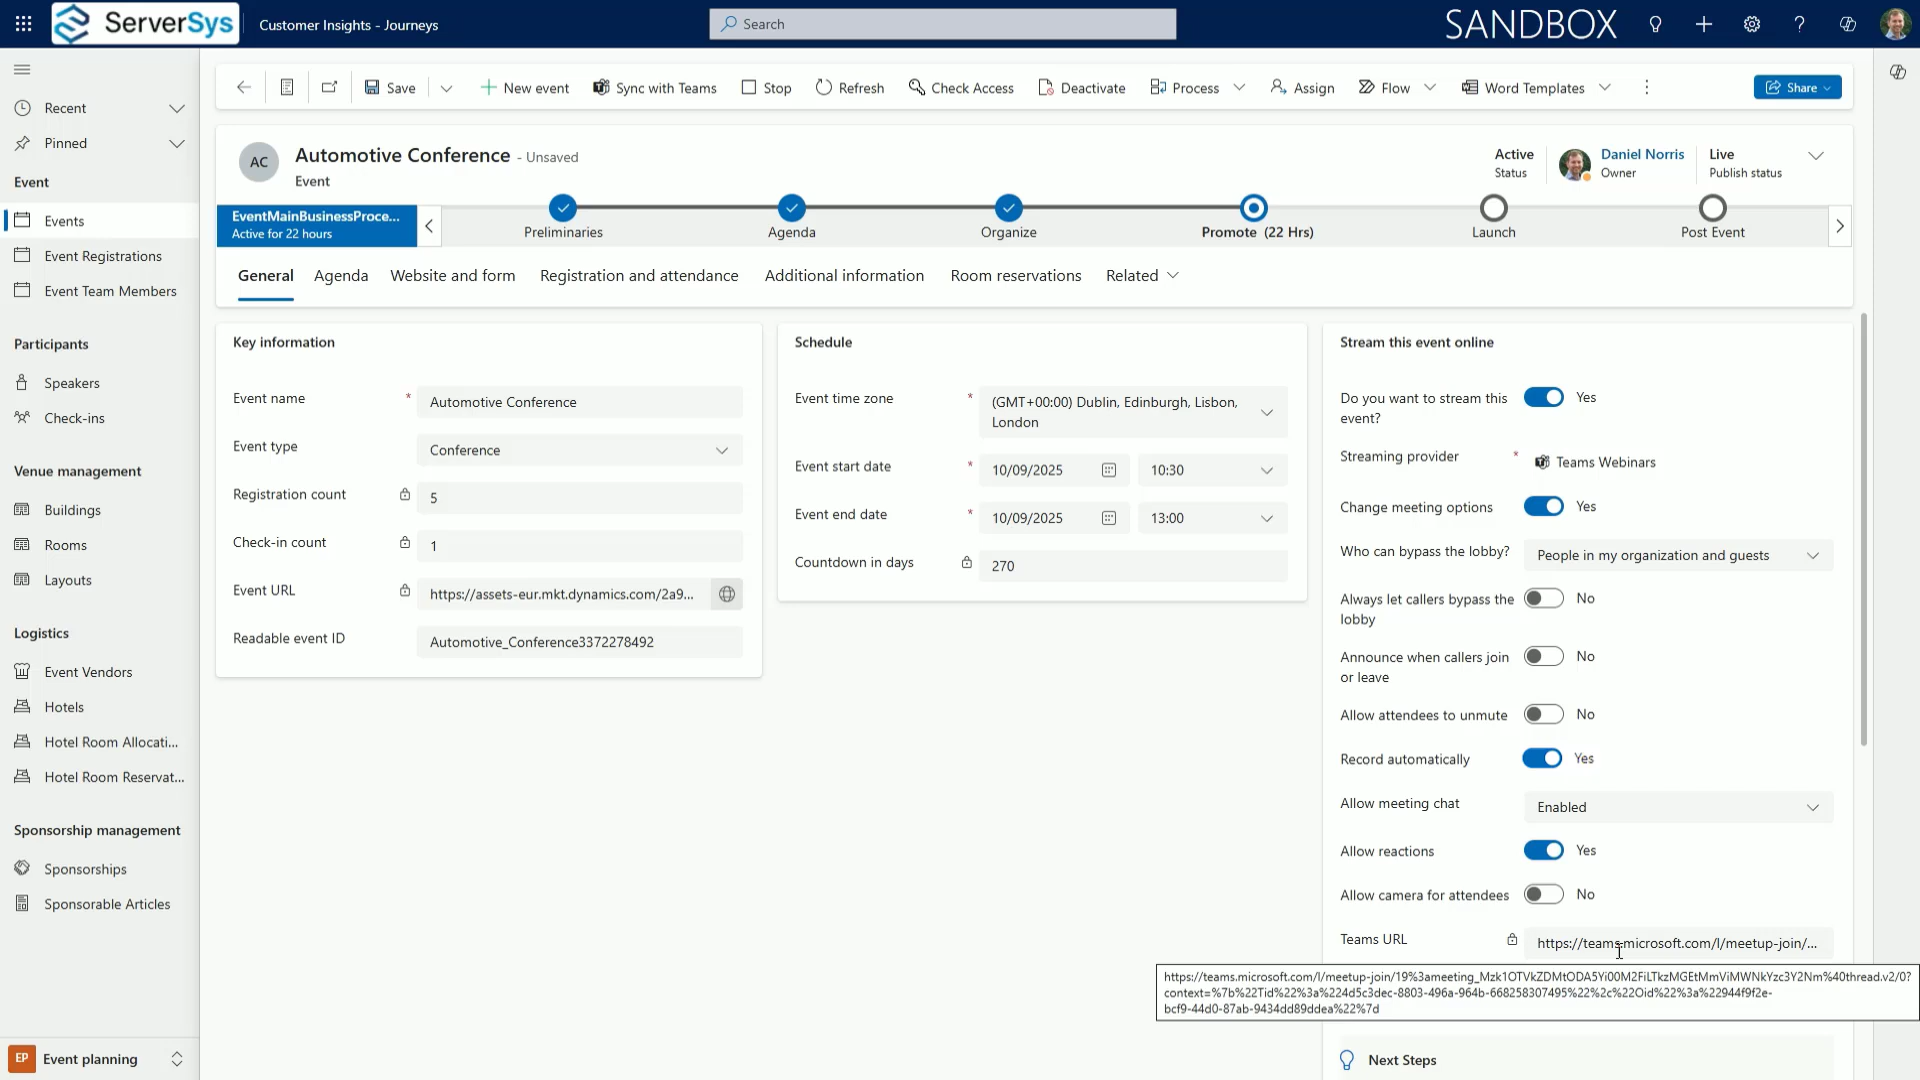 ServerSys
Customer Insights - Journeys
Search
SANDBOX
Save
New event
Sync with Teams
Stop
Refresh
Check Access
Deactivate
Process
Assign
Flow
Word Templates
Share
Recent
Pinned
Event
Events
Event Registrations
Event Team Members
Participants
Speakers
Check-ins
Venue management
Buildings
Rooms
Layouts
Logistics
Event Vendors
Hotels
Hotel Room Allocati...
Hotel Room Reservat...
Sponsorship management
Sponsorships
Sponsorable Articles
EP Event planning
AC
Automotive Conference - Unsaved
Event
Active
Status
Daniel Norris
Owner
Live
Publish status
EventMainBusinessProce...
Active for 22 hours
Preliminaries
Agenda
Organize
Promote (22 Hrs)
Launch
Post Event
General
Agenda
Website and form
Registration and attendance
Additional information
Room reservations
Related
Key information
Event name * Automotive Conference
Event type Conference
Registration count 5
Check-in count 1
Event URL https://assets-eur.mkt.dynamics.com/2a9...
Readable event ID Automotive_Conference3372278492
Schedule
Event time zone * (GMT+00:00) Dublin, Edinburgh, Lisbon,
London
Event start date * 10/09/2025 10:30
Event end date * 10/09/2025 13:00
Countdown in days 270
Stream this event online
Do you want to stream this
event? Yes
Streaming provider * Teams Webinars
Change meeting options Yes
Who can bypass the lobby? People in my organization and guests
Always let callers bypass the
lobby No
Announce when callers join
or leave No
Allow attendees to unmute No
Record automatically Yes
Allow meeting chat Enabled
Allow reactions Yes
Allow camera for attendees No
Teams URL https://teams.microsoft.com/l/meetup-join/...
https://teams.microsoft.com/l/meetup-join/19%3ameeting_Mzk1OTVkZDMtODA5Yi00M2FiLTkzMGEtMmViMWNkYzc3Y2Nm%40thread.v2/0?
context=%7b%22Tid%22%3a%224d5c3dec-8803-496a-964b-668258307495%22%2c%22Oid%22%3a%22944f9f2e-
bcf9-44d0-87ab-9434dd89ddea%22%7d
Next Steps